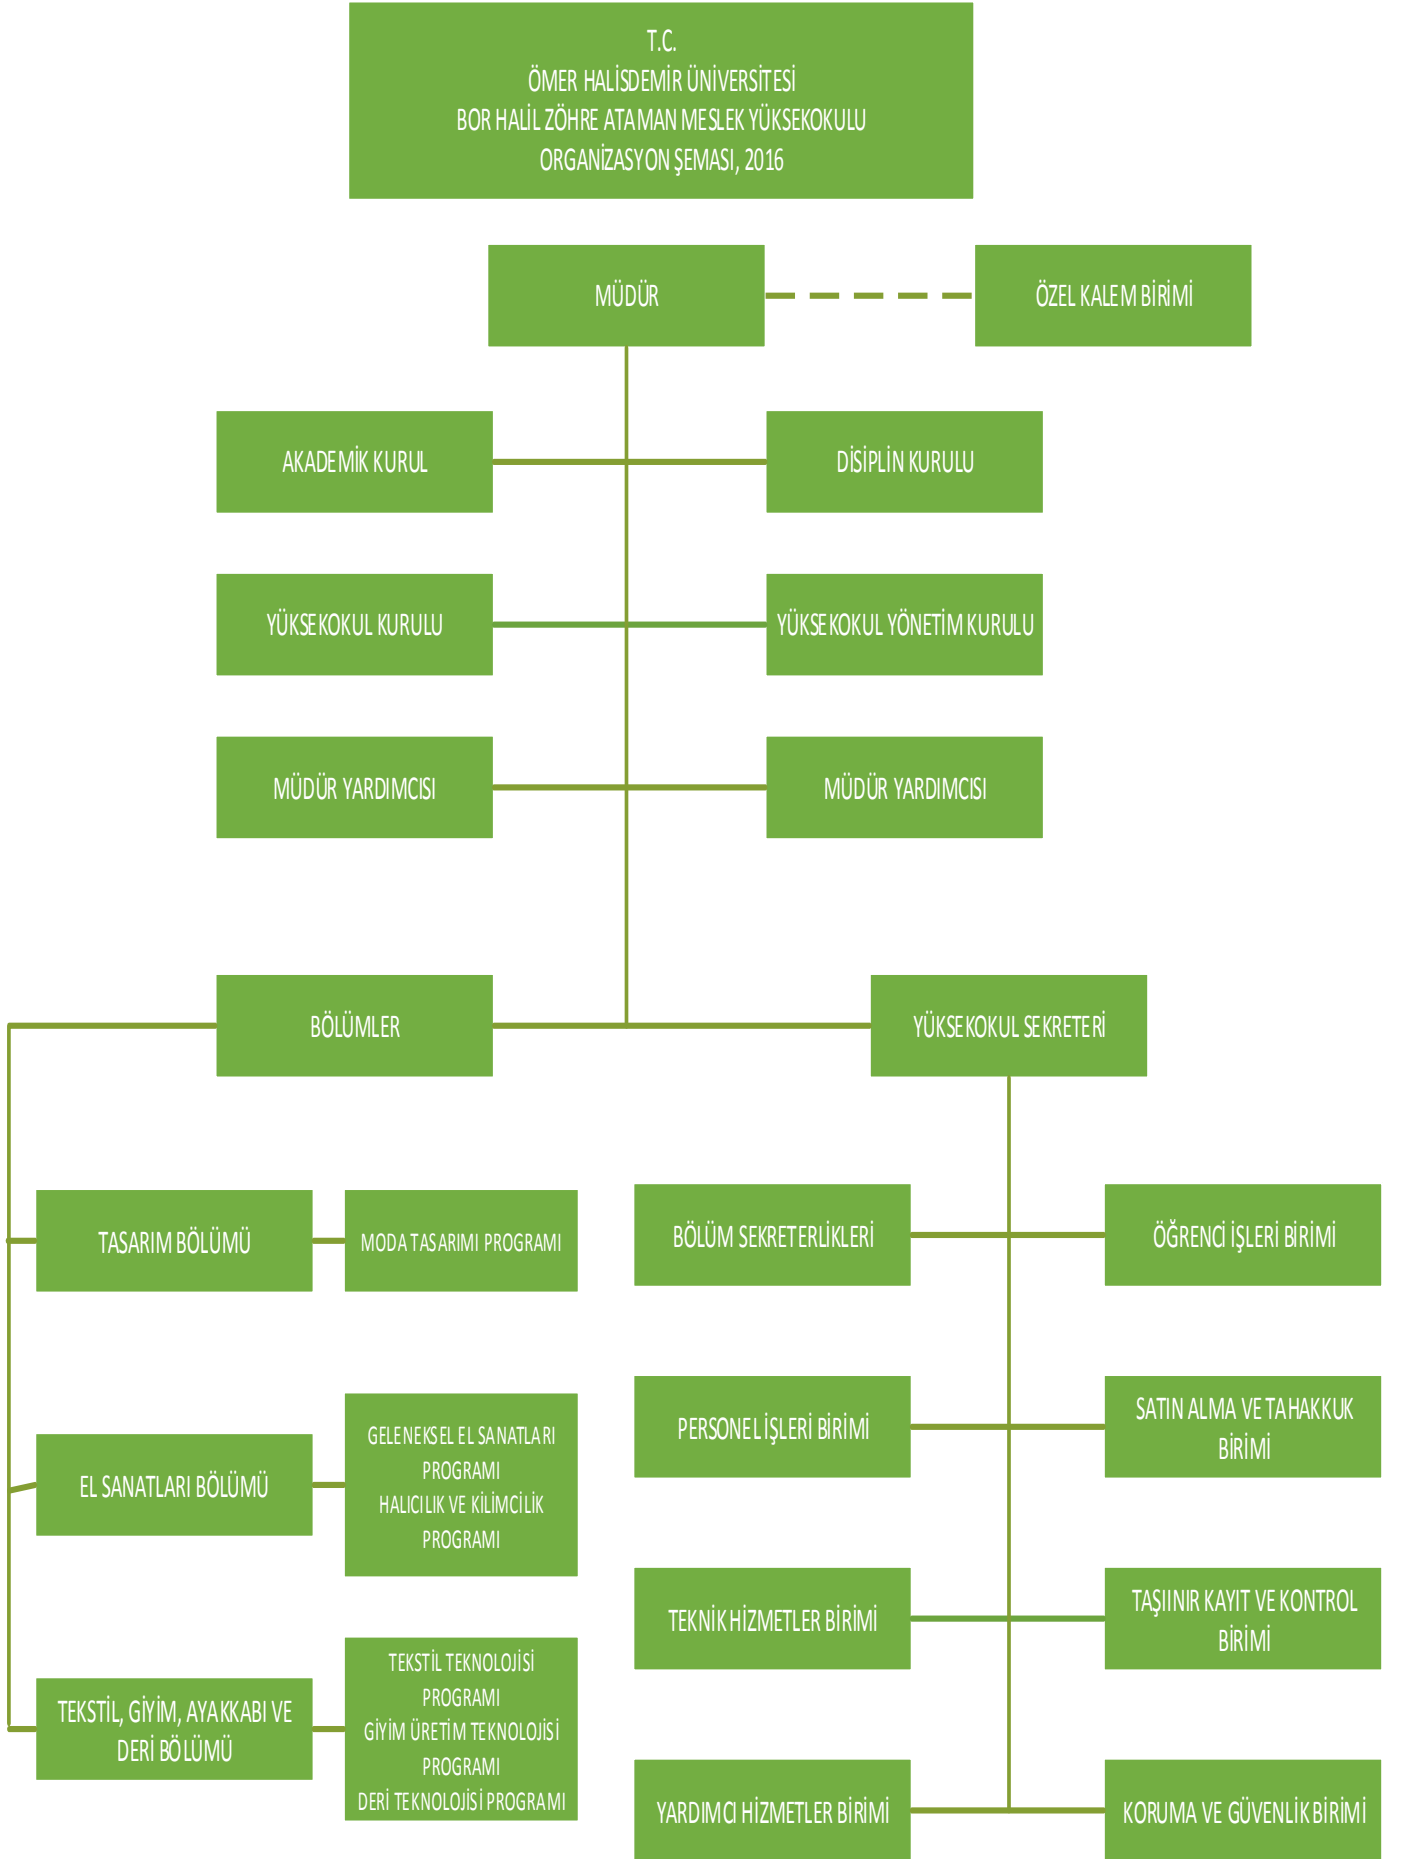 T.C.
ÖMER HALİSDEMİR ÜNİVERSİTESİ
BOR HALİL ZÖHRE ATAMAN MESLEK YÜKSEKOKULU
ORGANİZASYON ŞEMASI, 2016
MÜDÜR
ÖZEL KALEM BİRİMİ
AKADEMİK KURUL
DİSİPLİN KURULU
YÜKSEKOKUL KURULU
YÜKSEKOKUL YÖNETİM KURULU
MÜDÜR YARDIMCISI
MÜDÜR YARDIMCISI
BÖLÜMLER
YÜKSEKOKUL SEKRETERİ
TASARIM BÖLÜMÜ
MODA TASARIMI PROGRAMI
BÖLÜM SEKRETERLİKLERİ
ÖĞRENCİ İŞLERİ BİRİMİ
EL SANATLARI BÖLÜMÜ
GELENEKSEL EL SANATLARI
PROGRAMI
HALICILIK VE KİLİMCİLİK
PROGRAMI
PERSONEL İŞLERİ BİRİMİ
SATIN ALMA VE TAHAKKUK
BİRİMİ
TEKNİK HİZMETLER BİRİMİ
TAŞIINIR KAYIT VE KONTROL
BİRİMİ
TEKSTİL, GİYİM, AYAKKABI VE
DERİ BÖLÜMÜ
TEKSTİL TEKNOLOJİSİ
PROGRAMI
GİYİM ÜRETİM TEKNOLOJİSİ
PROGRAMI
DERİ TEKNOLOJİSİ PROGRAMI
YARDIMCI HİZMETLER BİRİMİ
KORUMA VE GÜVENLİK BİRİMİ